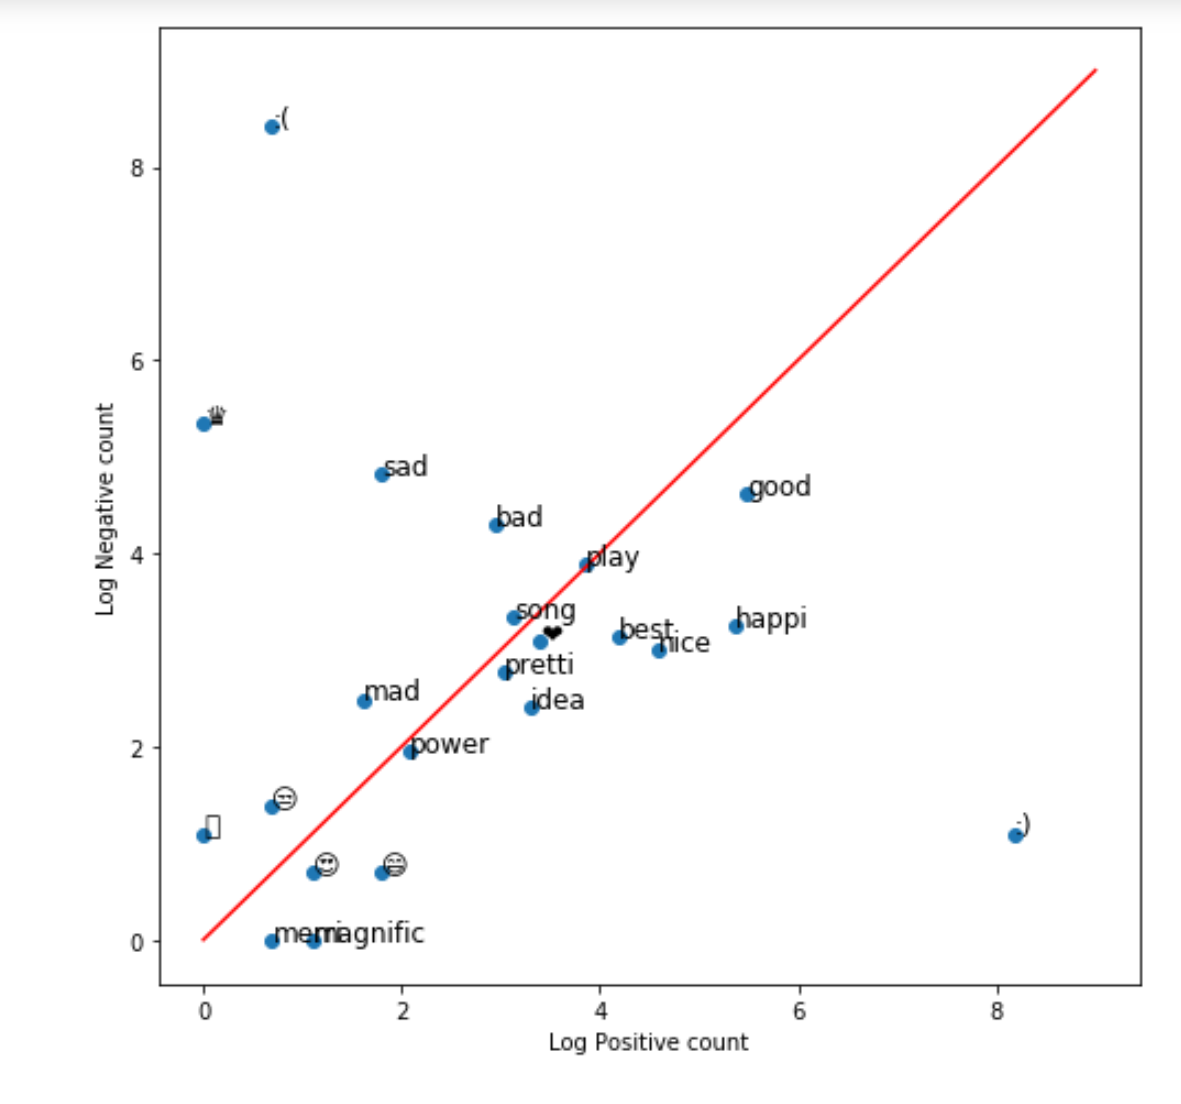 :(
8
♛
6
sad
good
bad
4
play
song
happi
best
❤
nice
pretti
mad
idea
2
power
😒
:)
😍
😄
merri
magnific
0
0
2
4
6
8
Log Negative count
Log Positive count